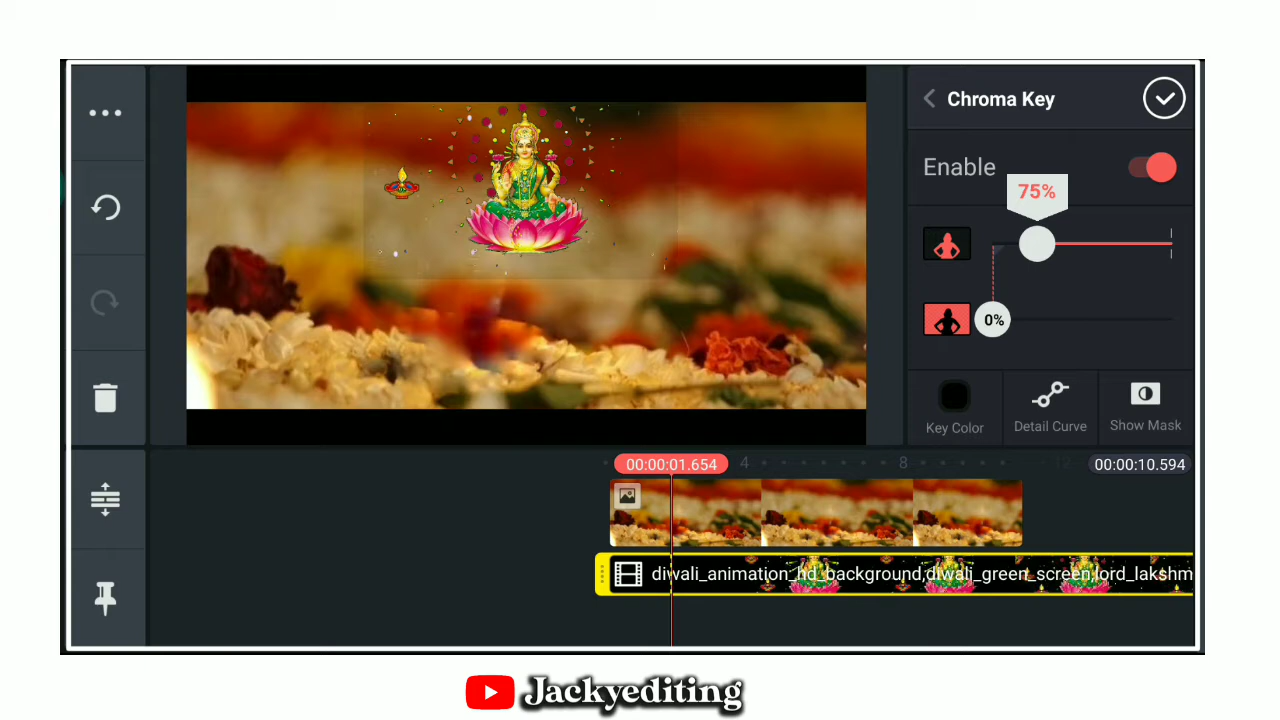 Chroma Key
Enable
75%
0%
Key Color
Detail Curve
Show Mask
00:00:01.654
4
8
12
00:00:10.594
diwali_animation_hd_background,diwali_green_screen,lord_lakshm
Jackyediting